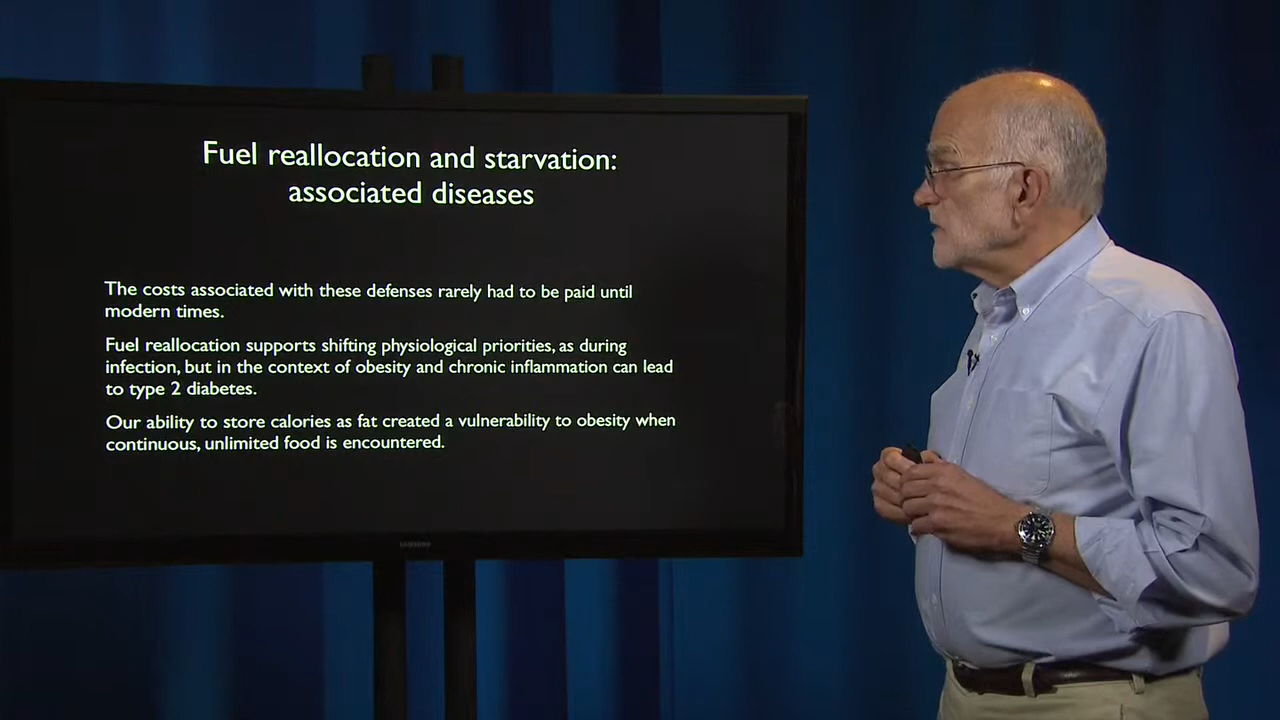 Fuel reallocation and starvation:
associated diseases
The costs associated with these defenses rarely had to be paid until
modern times.
Fuel reallocation supports shifting physiological priorities, as during
infection, but in the context of obesity and chronic inflammation can lead
to type 2 diabetes.
Our ability to store calories as fat created a vulnerability to obesity when
continuous, unlimited food is encountered.
SAMSUNG